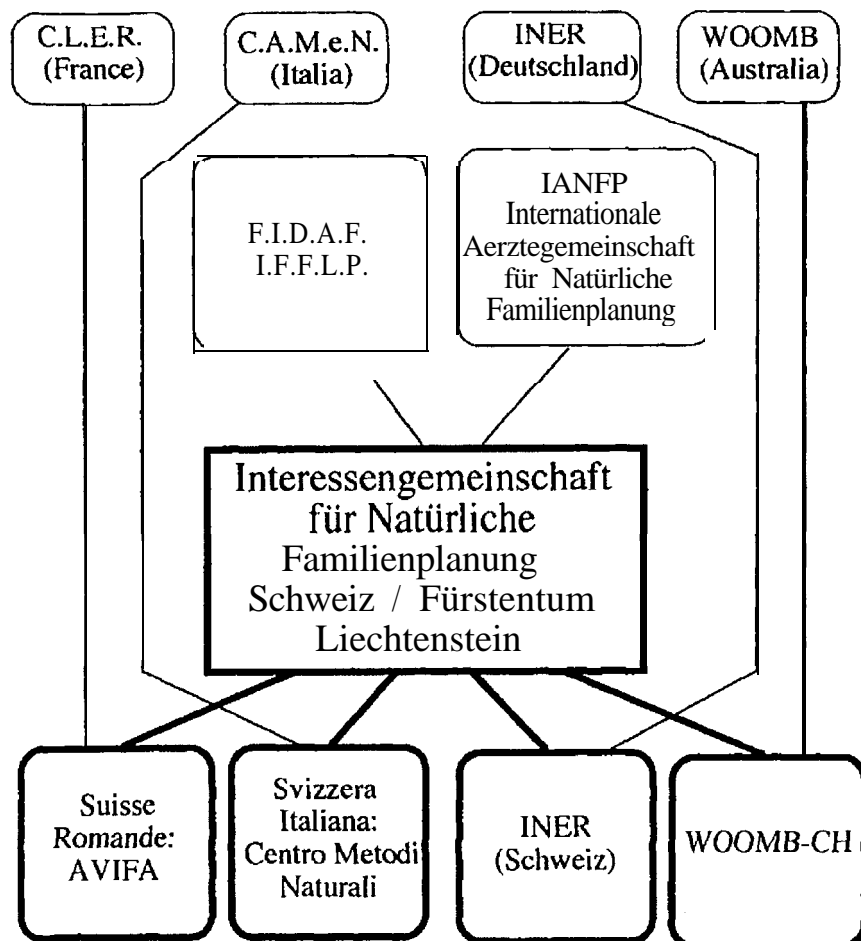 C.L.E.R.
(France)
C.A.M.e.N.
(Italia)
INER
(Deutschland)
WOOMB
(Australia)
F.I.D.A.F.
I.F.F.L.P.
IANFP
Internationale
Aerztegemeinschaft
für Natürliche
Familienplanung
Interessengemeinschaft
für Natürliche
Familienplanung
Schweiz / Fürstentum
Liechtenstein
Suisse
Romande:
AVIFA
Svizzera
Italiana:
Centro Metodi
Naturali
INER
(Schweiz)
WOOMB-CH